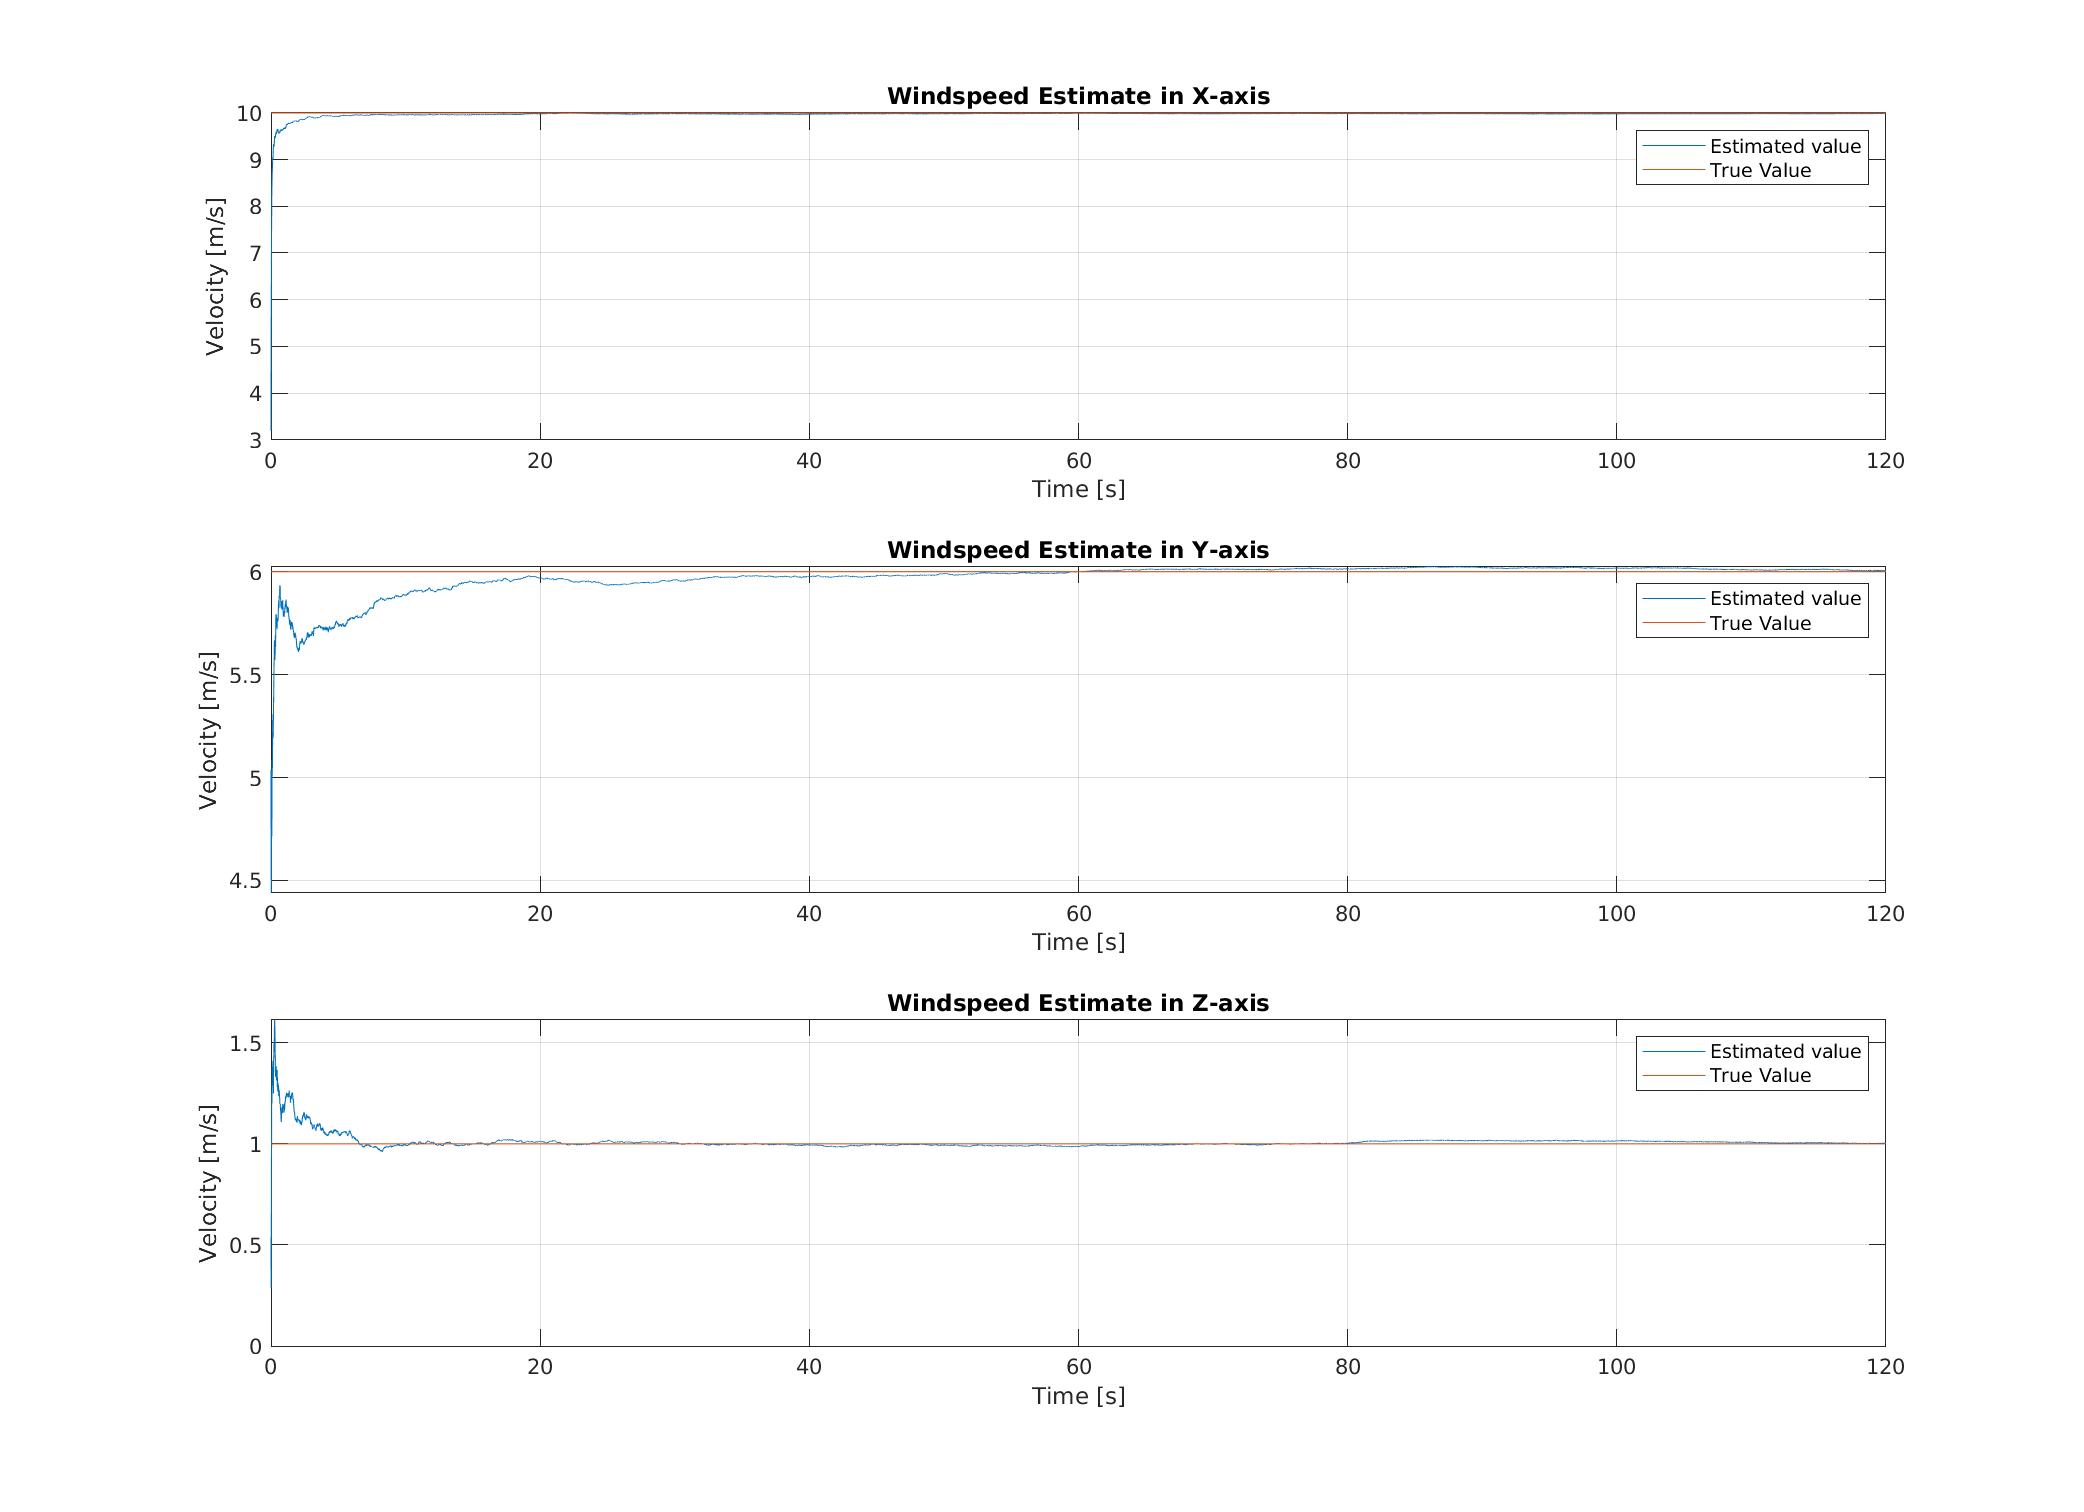 Windspeed Estimate in X-axis
10
9
8
7
6
5
4
3
Velocity [m/s]
Estimated value
True Value
0 20 40 60 80 100 120
Time [s]
Windspeed Estimate in Y-axis
6
5.5
5
4.5
Velocity [m/s]
Estimated value
True Value
0 20 40 60 80 100 120
Time [s]
Windspeed Estimate in Z-axis
1.5
1
0.5
0
Velocity [m/s]
Estimated value
True Value
0 20 40 60 80 100 120
Time [s]